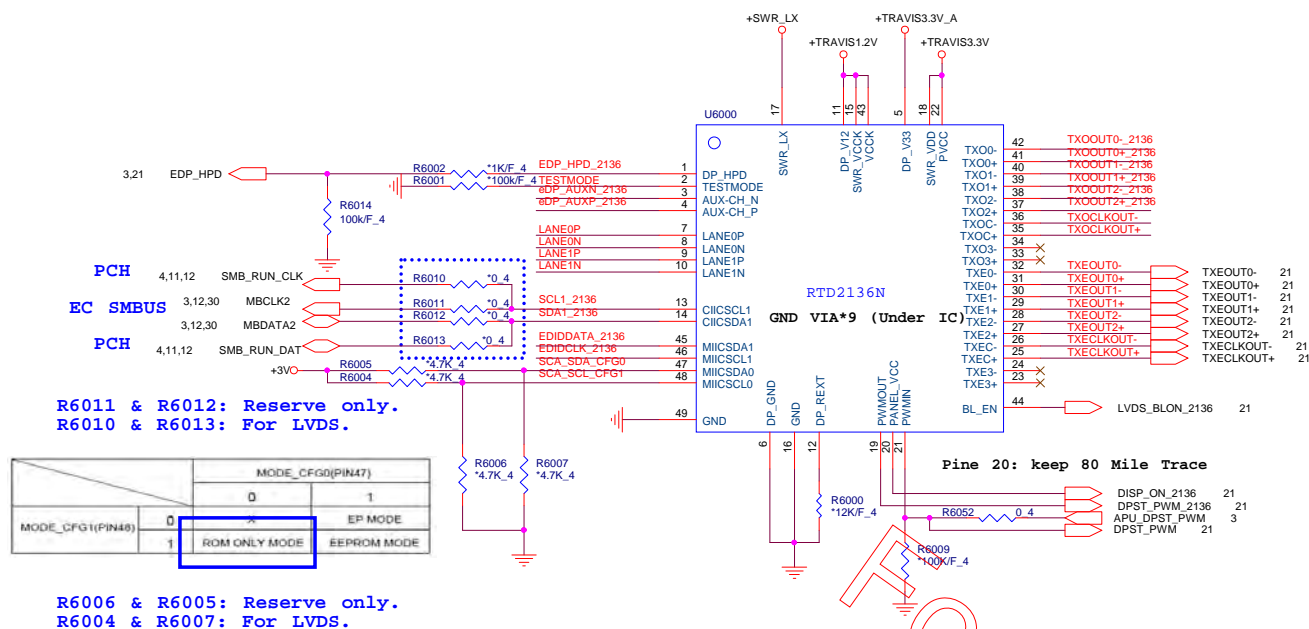 +SWR_LX
+TRAVIS3.3V_A
+TRAVIS1.2V
+TRAVIS3.3V
17
11
15
43
5
18
22
U6000
SWR_LX
DP_V12
SWR_VCCK
VCCK
DP_V33
SWR_VDD
PVCC
3,21 EDP_HPD
R6002 *1K/F_4 EDP_HPD_2136 1 DP_HPD
R6001 *100k/F_4 TESTMODE 2 TESTMODE
eDP_AUXN_2136 3 AUX-CH_N
eDP_AUXP_2136 4 AUX-CH_P
R6014
100k/F_4
LANE0P 7 LANE0P
LANE0N 8 LANE0N
LANE1P 9 LANE1P
LANE1N 10 LANE1N
PCH 4,11,12 SMB_RUN_CLK R6010 *0_4
EC SMBUS 3,12,30 MBCLK2 R6011 *0_4 SCL1_2136 13 CIICSCL1
3,12,30 MBDATA2 R6012 *0_4 SDA1_2136 14 CIICSDA1
PCH 4,11,12 SMB_RUN_DAT R6013 *0_4
EDIDDATA_2136 45 MIICSDA1
EDIDCLK_2136 46 MIICSCL1
+3V R6005 *4.7K_4 SCA_SDA_CFG0 47 MIICSDA0
R6004 *4.7K_4 SCA_SCL_CFG1 48 MIICSCL0
49 GND
RTD2136N
GND VIA*9 (Under IC)
TXO0- 42 TXOOUT0-_2136
TXO0+ 41 TXOOUT0+_2136
TXO1- 40 TXOOUT1-_2136
TXO1+ 39 TXOOUT1+_2136
TXO2- 38 TXOOUT2-_2136
TXO2+ 37 TXOOUT2+_2136
TXOC- 36 TXOCLKOUT-
TXOC+ 35 TXOCLKOUT+
TXO3- 34
TXO3+ 33
TXE0- 32 TXEOUT0- TXEOUT0- 21
TXE0+ 31 TXEOUT0+ TXEOUT0+ 21
TXE1- 30 TXEOUT1- TXEOUT1- 21
TXE1+ 29 TXEOUT1+ TXEOUT1+ 21
TXE2- 28 TXEOUT2- TXEOUT2- 21
TXE2+ 27 TXEOUT2+ TXEOUT2+ 21
TXEC- 26 TXECLKOUT- TXECLKOUT- 21
TXEC+ 25 TXECLKOUT+ TXECLKOUT+ 21
TXE3- 24
TXE3+ 23
BL_EN 44 LVDS_BLON_2136 21
DP_GND
GND
DP_REXT
PWMOUT
PANEL_VCC
PWMIN
6
16
12
19
20
21
R6011 & R6012: Reserve only.
R6010 & R6013: For LVDS.
R6006
*4.7K_4
R6007
*4.7K_4
R6000
*12K/F_4
Pine 20: keep 80 Mile Trace
DISP_ON_2136 21
DPST_PWM_2136 21
R6052 0_4 APU_DPST_PWM 3
DPST_PWM 21
R6009
*100K/F_4
MODE_CFG0(PIN47)
0 1
MODE_CFG1(PIN48) 0 X EP MODE
1 ROM ONLY MODE EEPROM MODE
R6006 & R6005: Reserve only.
R6004 & R6007: For LVDS.